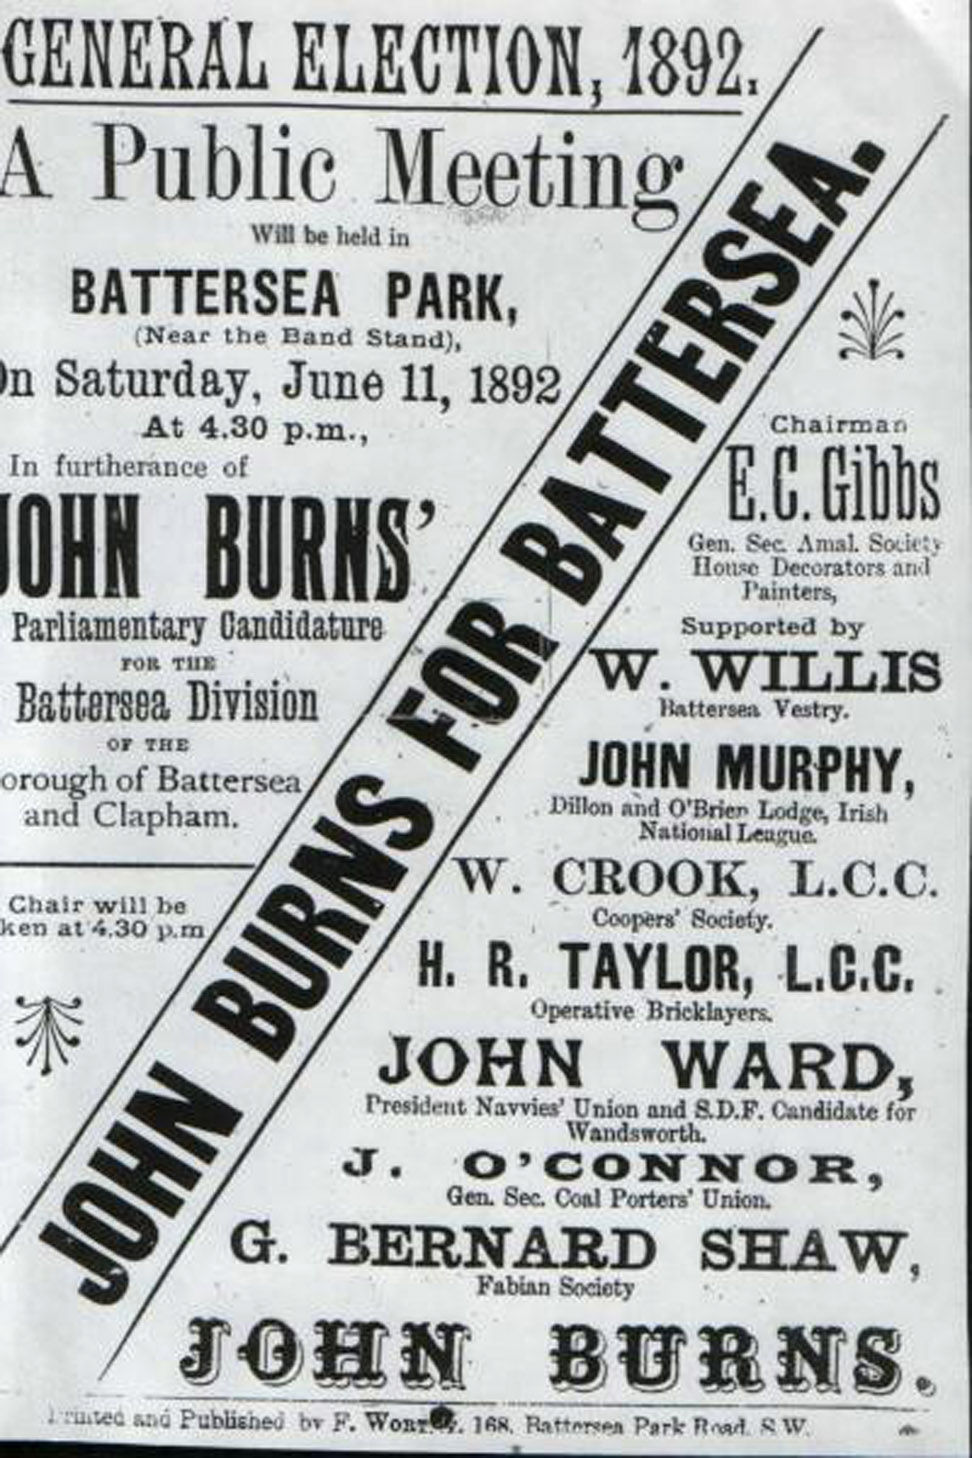 GENERAL ELECTION, 1892.
A Public Meeting
Will be held in
BATTERSEA PARK,
(Near the Band Stand),
On Saturday, June 11, 1892
At 4.30 p.m.,
In furtherance of
JOHN BURNS'
Parliamentary Candidature
FOR THE
Battersea Division
OF THE
orough of Battersea
and Clapham.
Chair will be
ken at 4.30 p.m
JOHN BURNS FOR BATTERSEA.
Chairman
E.C. Gibbs
Gen. Sec. Amal. Society
House Decorators and
Painters,
Supported by
W. WILLIS
Battersea Vestry.
JOHN MURPHY,
Dillon and O'Brien Lodge, Irish
National League.
W. CROOK, L.C.C.
Coopers' Society.
H. R. TAYLOR, L.C.C.
Operative Bricklayers.
JOHN WARD,
President Navvies' Union and S.D.F. Candidate for
Wandsworth.
J. O'CONNOR,
Gen. Sec. Coal Porters' Union.
G. BERNARD SHAW,
Fabian Society
JOHN BURNS.
Printed and Published by F. 168, Battersea Park Road. S.W.